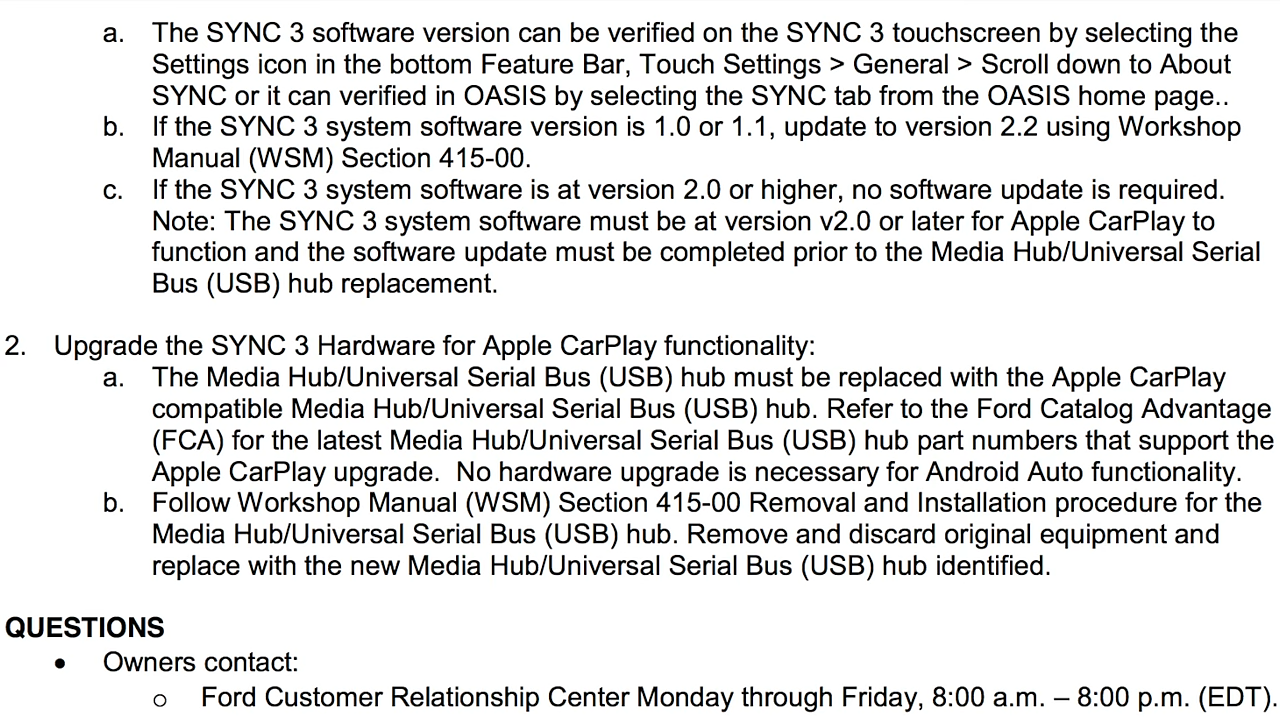 a. The SYNC 3 software version can be verified on the SYNC 3 touchscreen by selecting the
Settings icon in the bottom Feature Bar, Touch Settings > General > Scroll down to About
SYNC or it can verified in OASIS by selecting the SYNC tab from the OASIS home page..
b. If the SYNC 3 system software version is 1.0 or 1.1, update to version 2.2 using Workshop
Manual (WSM) Section 415-00.
c. If the SYNC 3 system software is at version 2.0 or higher, no software update is required.
Note: The SYNC 3 system software must be at version v2.0 or later for Apple CarPlay to
function and the software update must be completed prior to the Media Hub/Universal Serial
Bus (USB) hub replacement.
2. Upgrade the SYNC 3 Hardware for Apple CarPlay functionality:
a. The Media Hub/Universal Serial Bus (USB) hub must be replaced with the Apple CarPlay
compatible Media Hub/Universal Serial Bus (USB) hub. Refer to the Ford Catalog Advantage
(FCA) for the latest Media Hub/Universal Serial Bus (USB) hub part numbers that support the
Apple CarPlay upgrade.  No hardware upgrade is necessary for Android Auto functionality.
b. Follow Workshop Manual (WSM) Section 415-00 Removal and Installation procedure for the
Media Hub/Universal Serial Bus (USB) hub. Remove and discard original equipment and
replace with the new Media Hub/Universal Serial Bus (USB) hub identified.
QUESTIONS
• Owners contact:
o Ford Customer Relationship Center Monday through Friday, 8:00 a.m. – 8:00 p.m. (EDT).